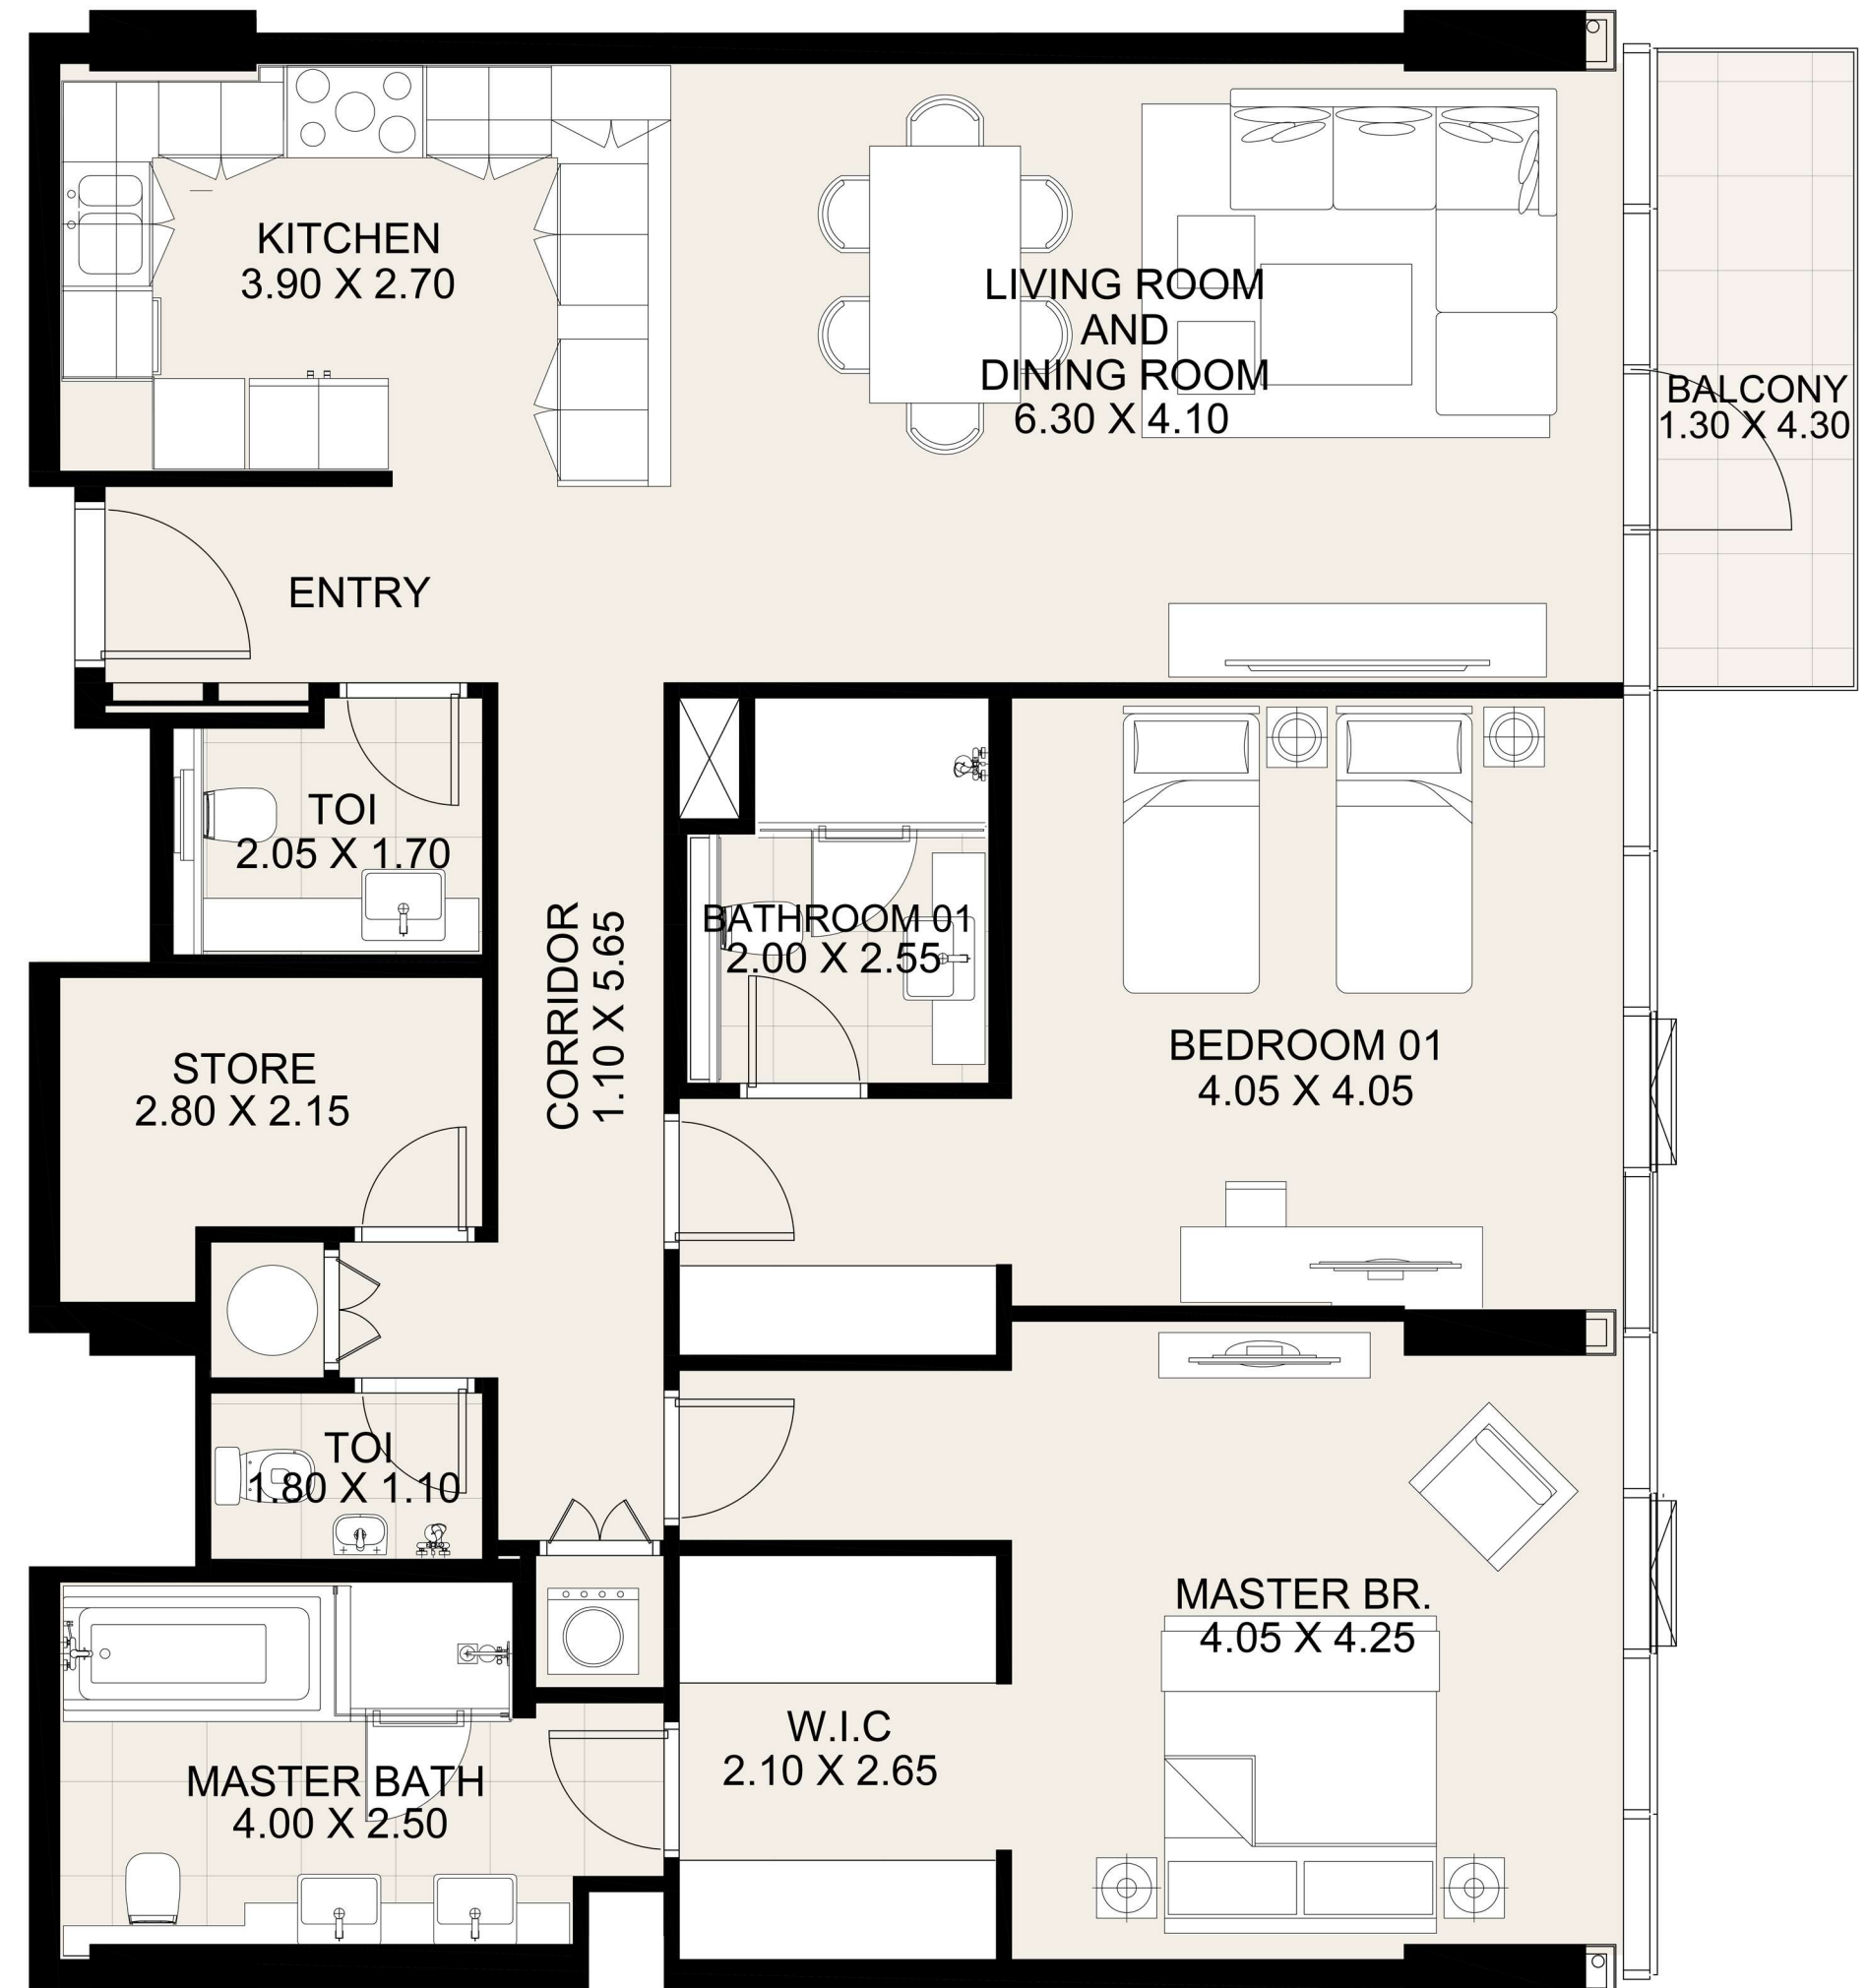 KITCHEN
3.90 X 2.70
LIVING ROOM
AND
DINING ROOM
6.30 X 4.10
BALCONY
1.30 X 4.30
ENTRY
TOI
2.05 X 1.70
CORRIDOR
1.10 X 5.65
BATHROOM 01
2.00 X 2.55
BEDROOM 01
4.05 X 4.05
STORE
2.80 X 2.15
TOI
1.80 X 1.10
MASTER BR.
4.05 X 4.25
W.I.C
2.10 X 2.65
MASTER BATH
4.00 X 2.50